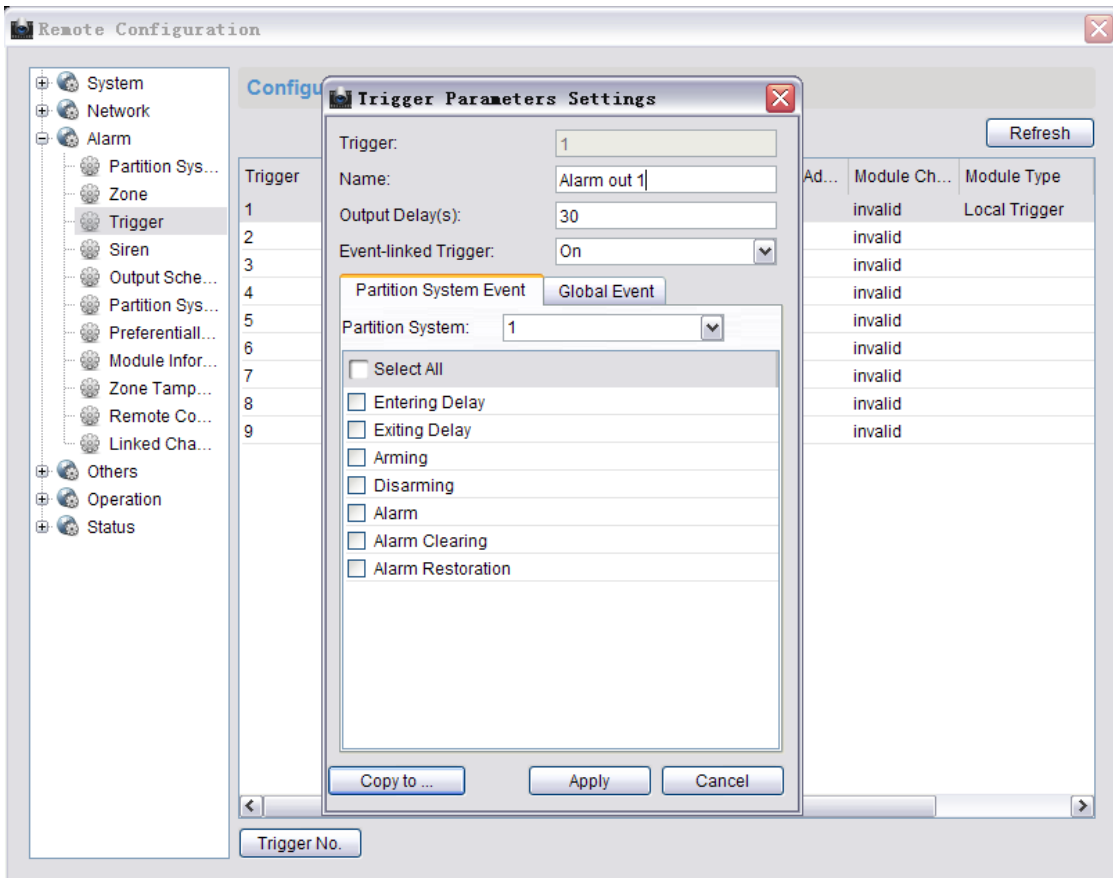 Remote Configuration
System
Network
Alarm
Partition Sys...
Zone
Trigger
Siren
Output Sche...
Partition Sys...
Preferentiall...
Module Infor...
Zone Tamp...
Remote Co...
Linked Cha...
Others
Operation
Status
Configu
Refresh
Trigger Ad... Module Ch... Module Type
1 invalid Local Trigger
2 invalid
3 invalid
4 invalid
5 invalid
6 invalid
7 invalid
8 invalid
9 invalid
Trigger No.
Trigger Parameters Settings
Trigger: 1
Name: Alarm out 1
Output Delay(s): 30
Event-linked Trigger: On
Partition System Event Global Event
Partition System: 1
Select All
Entering Delay
Exiting Delay
Arming
Disarming
Alarm
Alarm Clearing
Alarm Restoration
Copy to ... Apply Cancel